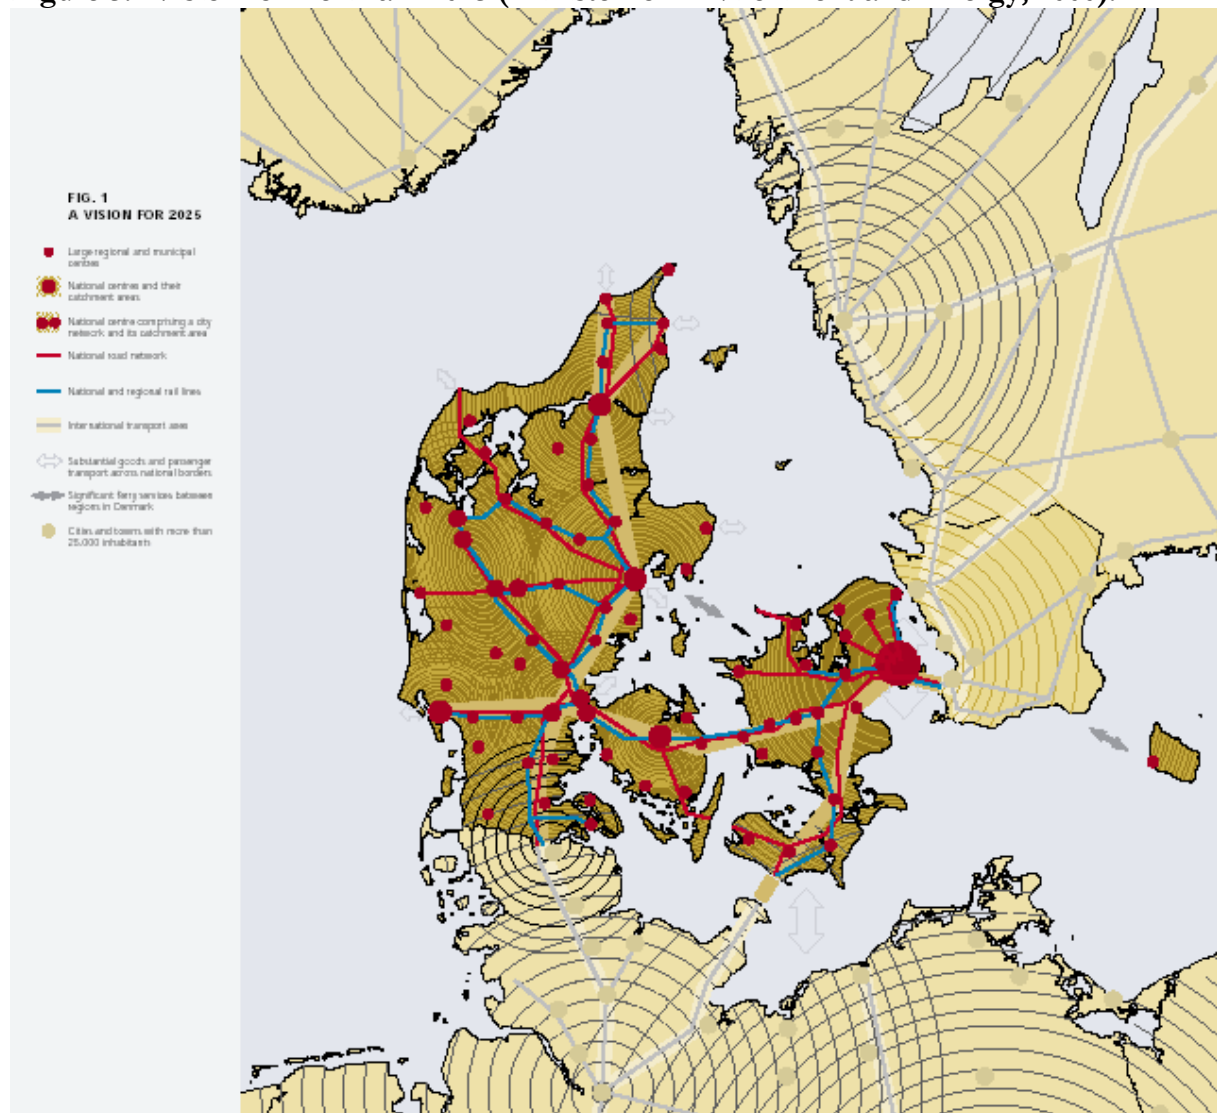 FIG. 1
A VISION FOR 2025
Large regional and municipal
centres
National centres and their
catchment areas
National centre comprising a city
network and its catchment area
National road network
National and regional rail lines
International transport axes
Substantial goods and passenger
transport across national borders
Significant ferry services between
regions in Denmark
Cities and towns with more than
25,000 inhabitants